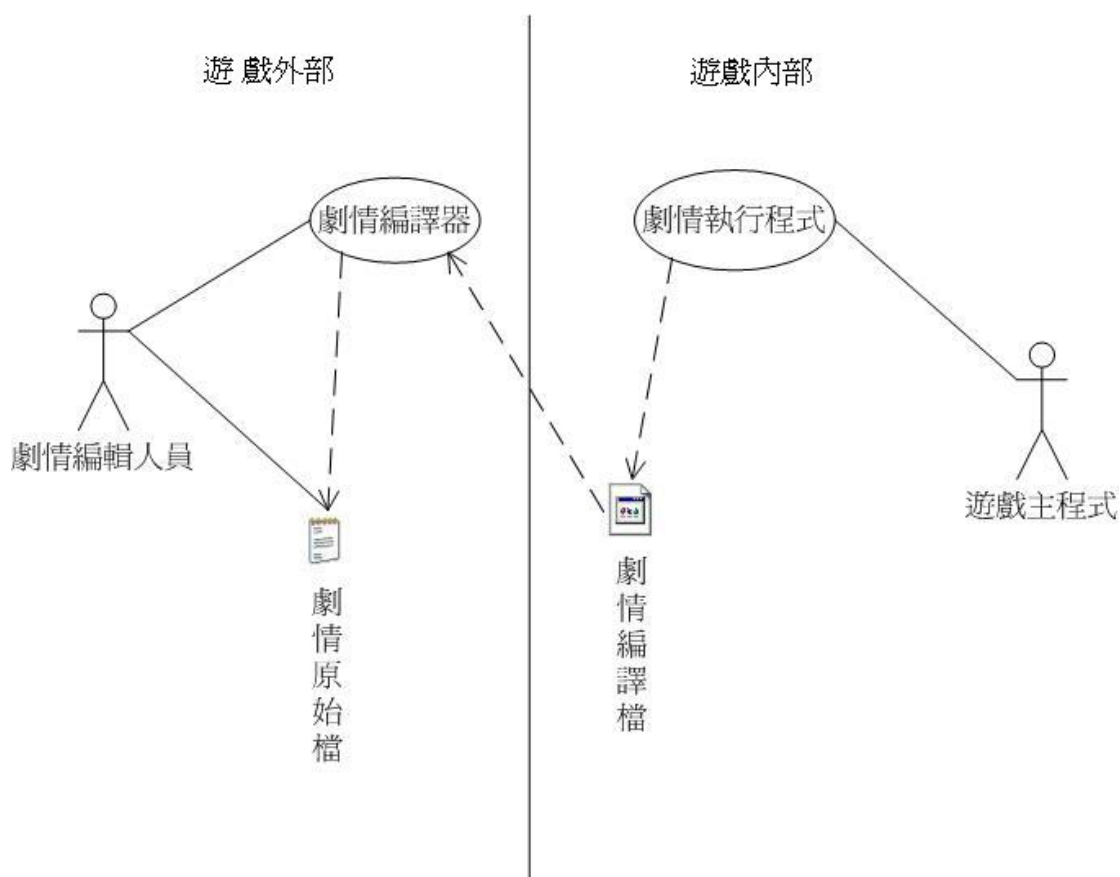 遊 戲外部
遊戲內部
劇情編譯器
劇情執行程式
劇情編輯人員
遊戲主程式
劇情原始檔
劇情編譯檔